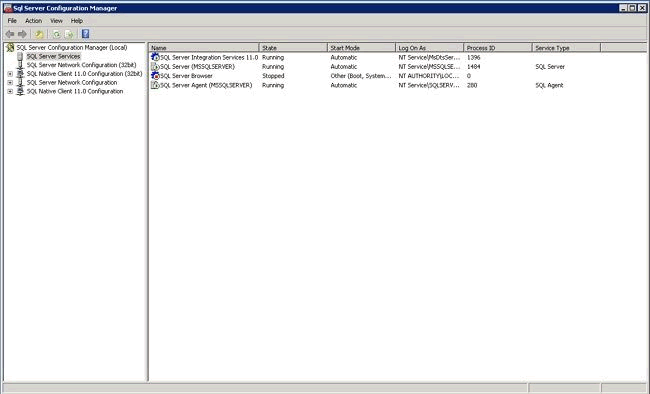 Sql Server Configuration Manager
File Action View Help
SQL Server Configuration Manager (Local)
SQL Server Services
SQL Server Network Configuration (32bit)
SQL Native Client 11.0 Configuration (32bit)
SQL Server Network Configuration
SQL Native Client 11.0 Configuration
Name State Start Mode Log On As Process ID Service Type
SQL Server Integration Services 11.0 Running Automatic NT Service\MsDtsSer... 1396
SQL Server (MSSQLSERVER) Running Automatic NT Service\MSSQLSE... 1484 SQL Server
SQL Server Browser Stopped Other (Boot, System... NT AUTHORITY\LOC... 0
SQL Server Agent (MSSQLSERVER) Running Automatic NT Service\SQLSERV... 280 SQL Agent